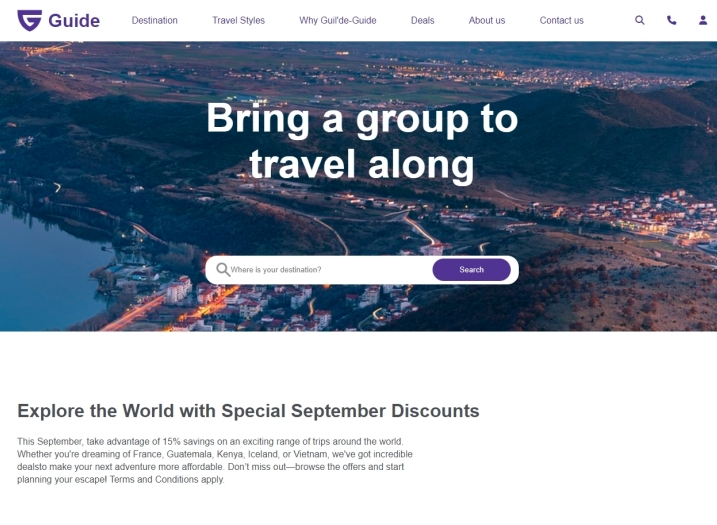 Guide
Destination Travel Styles Why Guil'de-Guide Deals About us Contact us
Bring a group to
travel along
Where is your destination? Search
Explore the World with Special September Discounts
This September, take advantage of 15% savings on an exciting range of trips around the world.
Whether you're dreaming of France, Guatemala, Kenya, Iceland, or Vietnam, we've got incredible
dealsto make your next adventure more affordable. Don't miss out—browse the offers and start
planning your escape! Terms and Conditions apply.